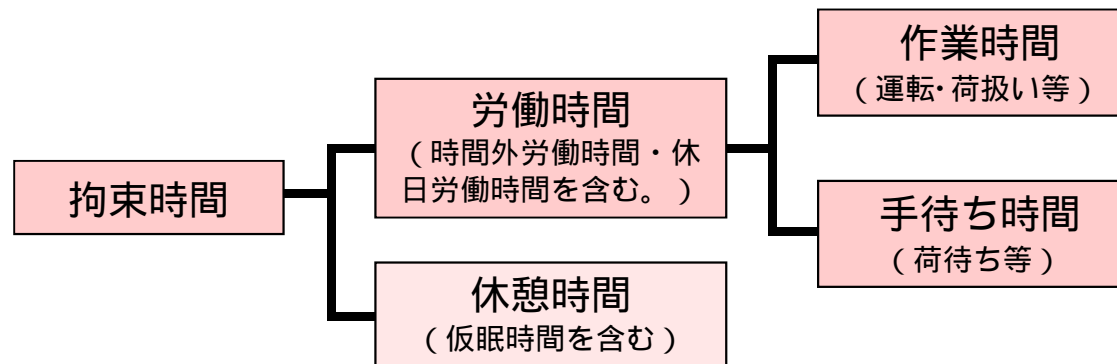 拘束時間
労働時間
(時間外労働時間・休
日労働時間を含む。)
休憩時間
(仮眠時間を含む)
作業時間
(運転・荷扱い等)
手待ち時間
(荷待ち等)